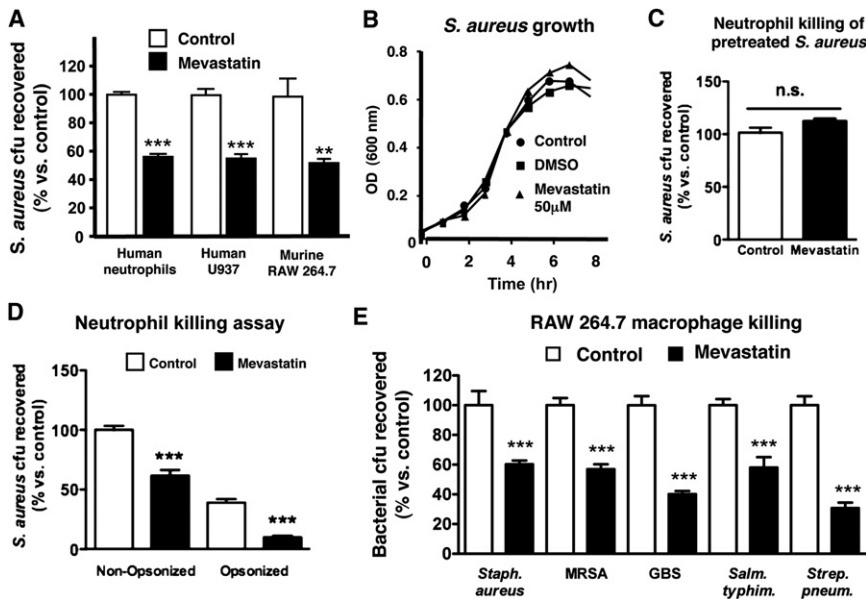 A
Control
Mevastatin
S. aureus cfu recovered
(% vs. control)
120
100
80
60
40
20
0
***
***
**
Human
neutrophils
Human
U937
Murine
RAW 264.7
B
S. aureus growth
OD (600 nm)
0.8
0.6
0.4
0.2
0
Control
DMSO
Mevastatin
50µM
0
2
4
6
8
Time (hr)
C
Neutrophil killing of
pretreated S. aureus
S. aureus cfu recovered
(% vs. control)
150
100
50
0
n.s.
Control
Mevastatin
D
Neutrophil killing assay
Control
Mevastatin
S. aureus cfu recovered
(% vs. control)
150
100
50
0
***
***
Non-Opsonized
Opsonized
E
RAW 264.7 macrophage killing
Control
Mevastatin
Bacterial cfu recovered
(% vs. control)
120
100
80
60
40
20
0
***
***
***
***
***
Staph.
aureus
MRSA
GBS
Salm.
typhim.
Strep.
pneum.